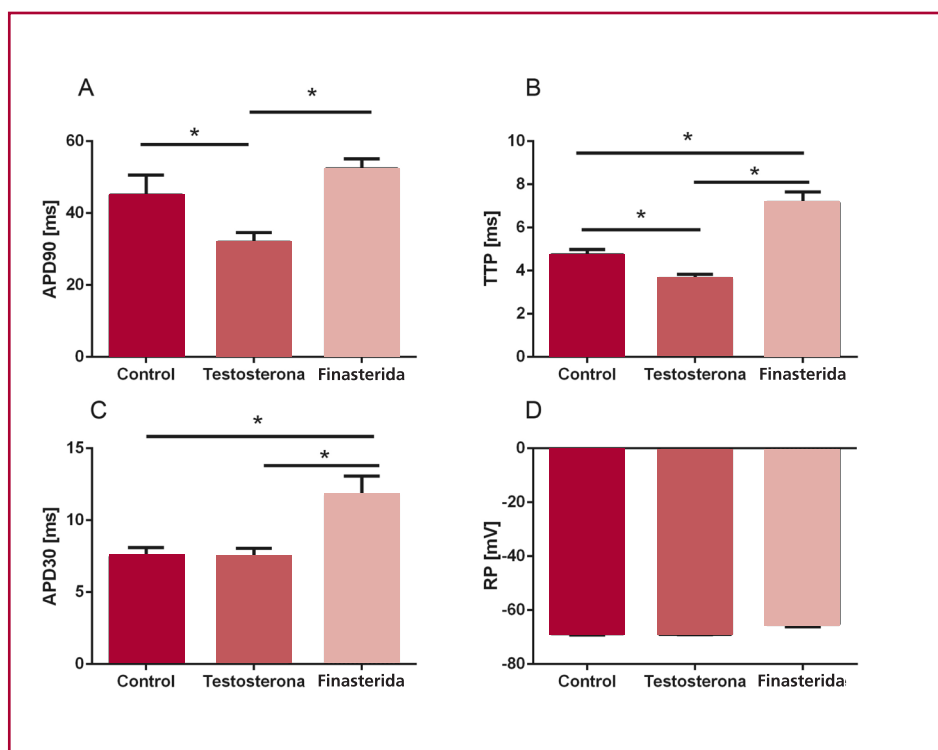 A
*
*
APD90 [ms]
60
40
20
0
Control Testosterona Finasterida
B
*
*
*
TTP [ms]
10
8
6
4
2
0
Control Testosterona Finasterida
C
*
*
APD30 [ms]
15
10
5
0
Control Testosterona Finasterida
D
RP [mV]
0
-20
-40
-60
-80
Control Testosterona Finasterida